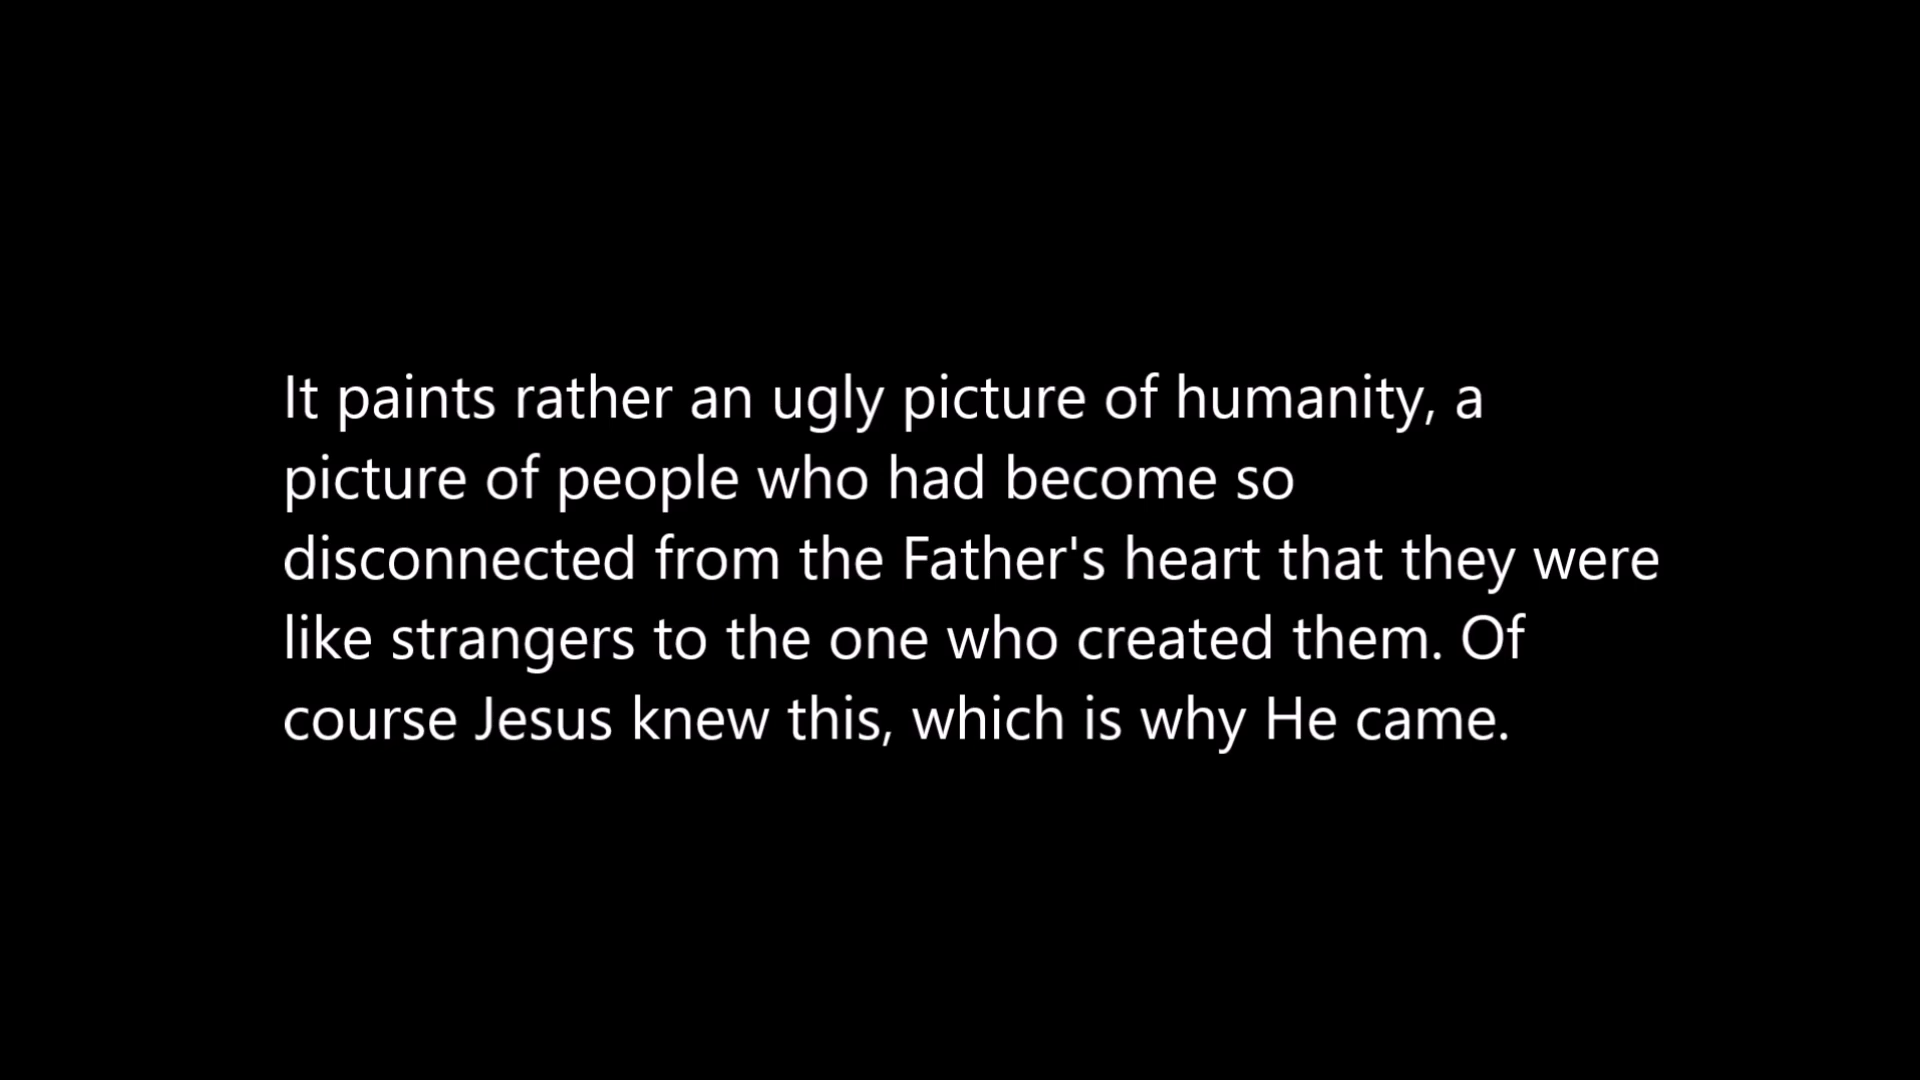 It paints rather an ugly picture of humanity, a
picture of people who had become so
disconnected from the Father's heart that they were
like strangers to the one who created them. Of
course Jesus knew this, which is why He came.